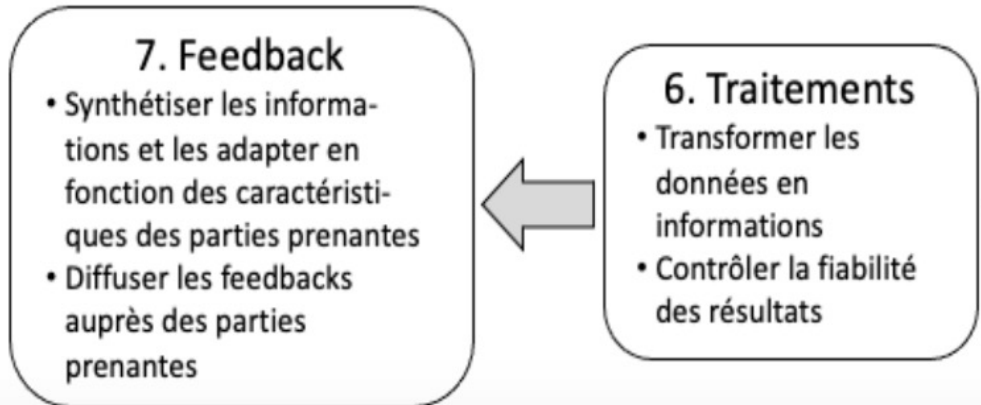 7. Feedback
• Synthétiser les informa-
tions et les adapter en
fonction des caractéristi-
ques des parties prenantes
• Diffuser les feedbacks
auprès des parties
prenantes
6. Traitements
• Transformer les
données en
informations
• Contrôler la fiabilité
des résultats